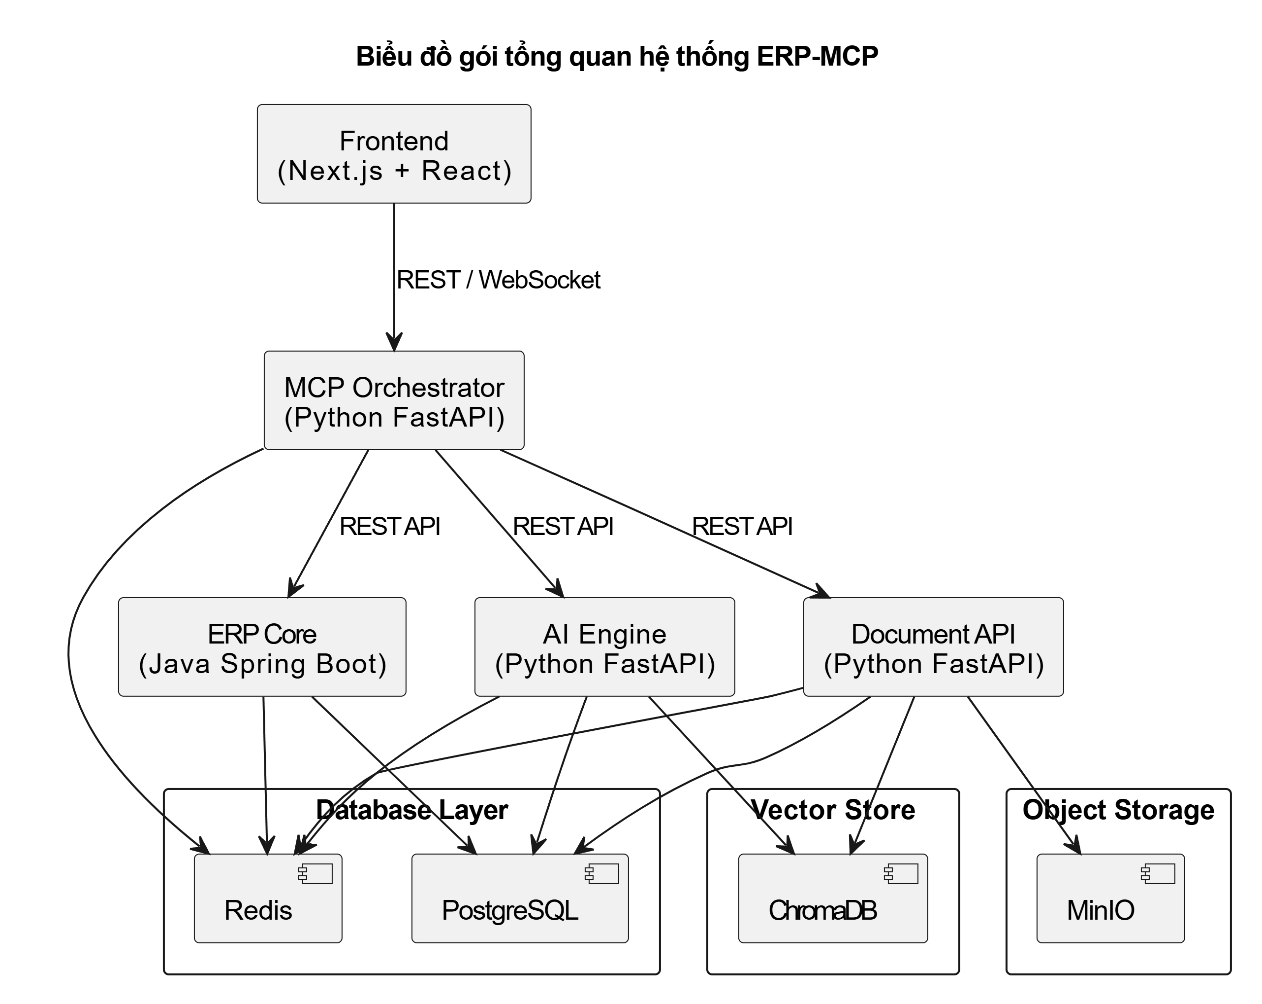 Biểu đồ gói tổng quan hệ thống ERP-MCP
Frontend
(Next.js + React)
REST / WebSocket
MCP Orchestrator
(Python FastAPI)
REST API
REST API
REST API
ERP Core
(Java Spring Boot)
AI Engine
(Python FastAPI)
Document API
(Python FastAPI)
Database Layer
Vector Store
Object Storage
Redis
PostgreSQL
ChromaDB
MinIO